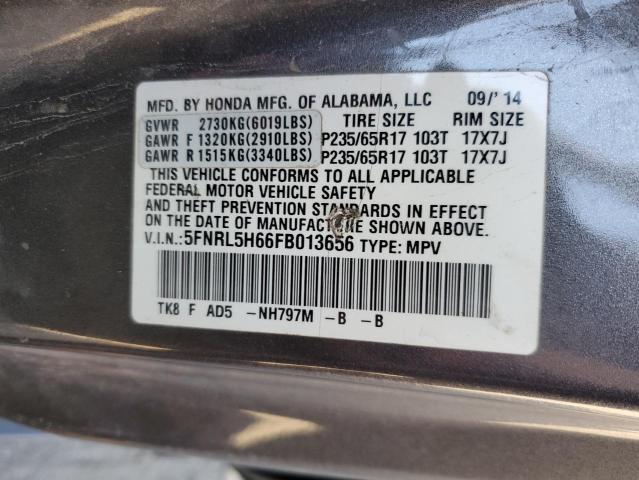 MFD. BY HONDA MFG. OF ALABAMA, LLC 09/'14
GVWR 2730KG(6019LBS) TIRE SIZE RIM SIZE
GAWR F 1320KG(2910LBS) P235/65R17 103T 17X7J
GAWR R 1515KG(3340LBS) P235/65R17 103T 17X7J
THIS VEHICLE CONFORMS TO ALL APPLICABLE
FEDERAL MOTOR VEHICLE SAFETY
AND THEFT PREVENTION STANDARDS IN EFFECT
ON THE DATE OF MANUFACTURE SHOWN ABOVE.
V.I.N.:5FNRL5H66FB013656 TYPE: MPV
TK8 F AD5 -NH797M -B -B